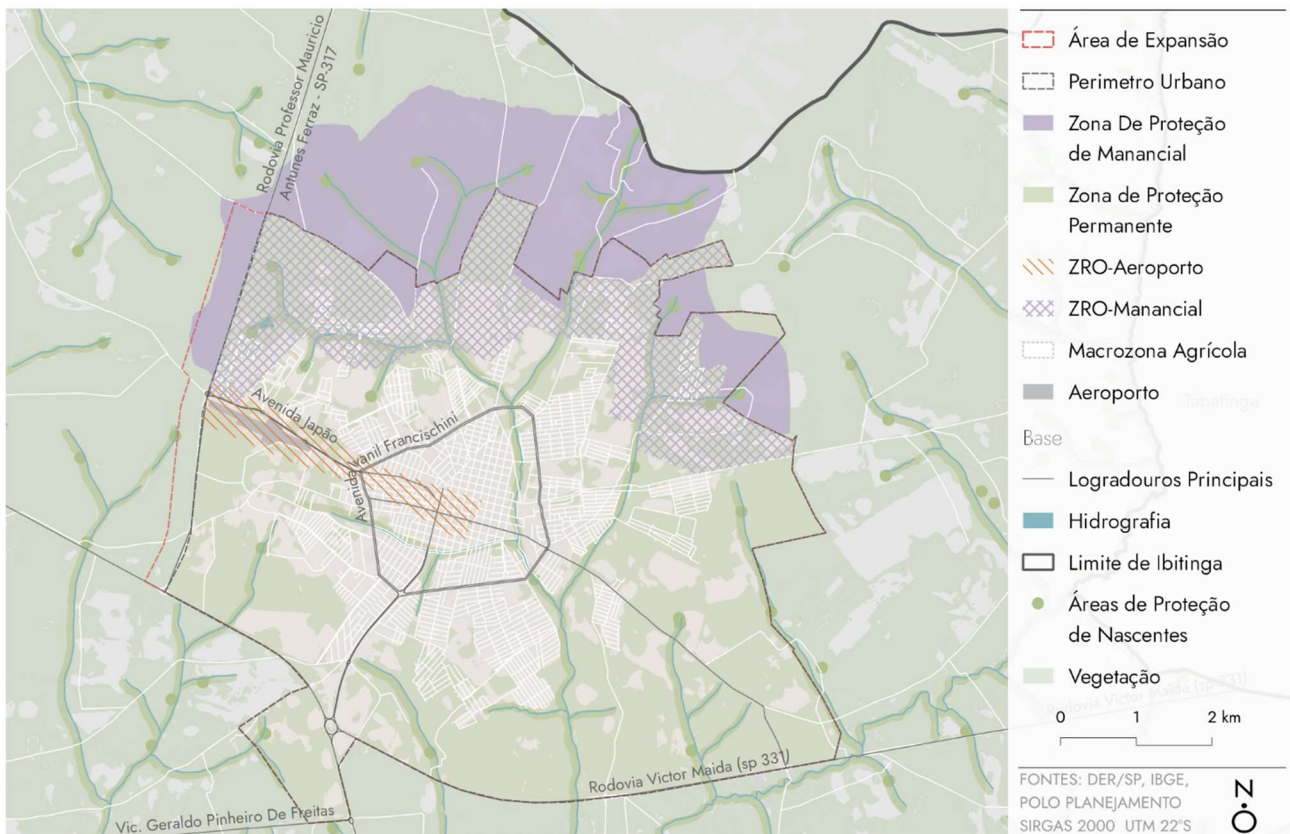 Rodovia Professor Mauricio
Antunes Ferraz - SP-317
Avenida Japão
Avenida Ivanil Francischini
Rodovia Victor Maida (sp 331)
Vic. Geraldo Pinheiro De Freitas
Área de Expansão
Perimetro Urbano
Zona De Proteção
de Manancial
Zona de Proteção
Permanente
ZRO-Aeroporto
ZRO-Manancial
Macrozona Agrícola
Aeroporto
Tabatinga
Base
Logradouros Principais
Hidrografia
Limite de Ibitinga
Áreas de Proteção
de Nascentes
Vegetação
Rodovia Victor Maida (sp 331)
0 1 2 km
FONTES: DER/SP, IBGE,
POLO PLANEJAMENTO
SIRGAS 2000 UTM 22°S
N